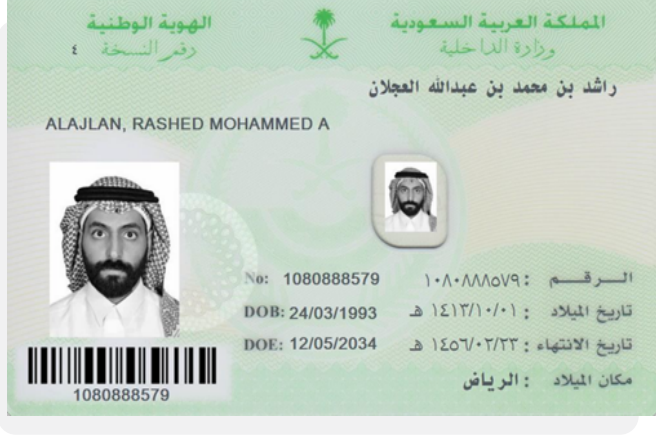 المملكة العربية السعودية
الهوية الوطنية
وزارة الداخلية
رقم النسخة ٤
راشد بن محمد بن عبدالله العجلان
ALAJLAN, RASHED MOHAMMED A
الـرقـم : ١٠٨٠٨٨٨٥٧٩
No: 1080888579
تاريخ الميلاد : ١٤١٣/١٠/٠١ هـ
DOB: 24/03/1993
تاريخ الانتهاء : ١٤٥٦/٠٢/٢٣ هـ
DOE: 12/05/2034
مكان الميلاد : الرياض
1080888579